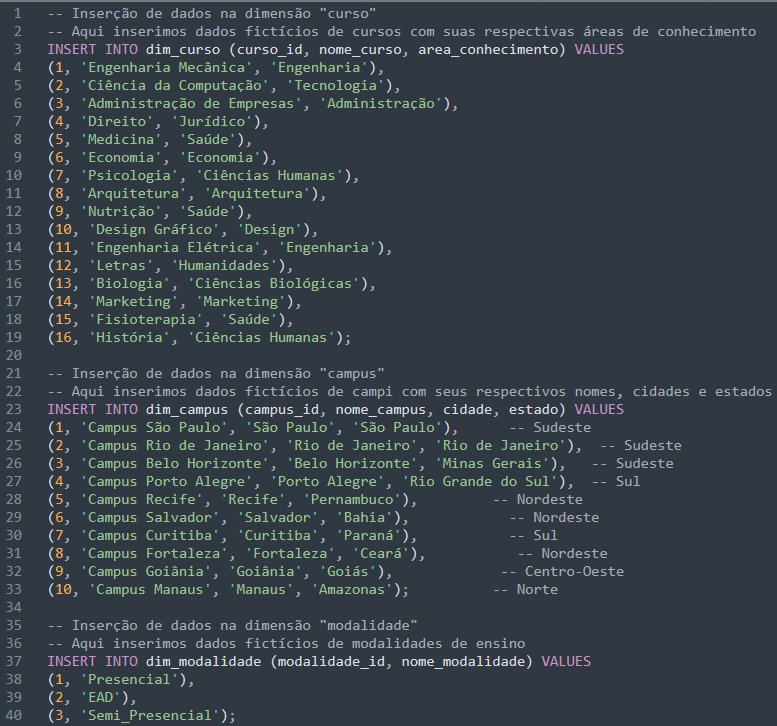 1 -- Inserção de dados na dimensão "curso"
2 -- Aqui inserimos dados fictícios de cursos com suas respectivas áreas de conhecimento
3 INSERT INTO dim_curso (curso_id, nome_curso, area_conhecimento) VALUES
4 (1, 'Engenharia Mecânica', 'Engenharia'),
5 (2, 'Ciência da Computação', 'Tecnologia'),
6 (3, 'Administração de Empresas', 'Administração'),
7 (4, 'Direito', 'Jurídico'),
8 (5, 'Medicina', 'Saúde'),
9 (6, 'Economia', 'Economia'),
10 (7, 'Psicologia', 'Ciências Humanas'),
11 (8, 'Arquitetura', 'Arquitetura'),
12 (9, 'Nutrição', 'Saúde'),
13 (10, 'Design Gráfico', 'Design'),
14 (11, 'Engenharia Elétrica', 'Engenharia'),
15 (12, 'Letras', 'Humanidades'),
16 (13, 'Biologia', 'Ciências Biológicas'),
17 (14, 'Marketing', 'Marketing'),
18 (15, 'Fisioterapia', 'Saúde'),
19 (16, 'História', 'Ciências Humanas');
20
21 -- Inserção de dados na dimensão "campus"
22 -- Aqui inserimos dados fictícios de campi com seus respectivos nomes, cidades e estados
23 INSERT INTO dim_campus (campus_id, nome_campus, cidade, estado) VALUES
24 (1, 'Campus São Paulo', 'São Paulo', 'São Paulo'), -- Sudeste
25 (2, 'Campus Rio de Janeiro', 'Rio de Janeiro', 'Rio de Janeiro'), -- Sudeste
26 (3, 'Campus Belo Horizonte', 'Belo Horizonte', 'Minas Gerais'), -- Sudeste
27 (4, 'Campus Porto Alegre', 'Porto Alegre', 'Rio Grande do Sul'), -- Sul
28 (5, 'Campus Recife', 'Recife', 'Pernambuco'), -- Nordeste
29 (6, 'Campus Salvador', 'Salvador', 'Bahia'), -- Nordeste
30 (7, 'Campus Curitiba', 'Curitiba', 'Paraná'), -- Sul
31 (8, 'Campus Fortaleza', 'Fortaleza', 'Ceará'), -- Nordeste
32 (9, 'Campus Goiânia', 'Goiânia', 'Goiás'), -- Centro-Oeste
33 (10, 'Campus Manaus', 'Manaus', 'Amazonas'); -- Norte
34
35 -- Inserção de dados na dimensão "modalidade"
36 -- Aqui inserimos dados fictícios de modalidades de ensino
37 INSERT INTO dim_modalidade (modalidade_id, nome_modalidade) VALUES
38 (1, 'Presencial'),
39 (2, 'EAD'),
40 (3, 'Semi_Presencial');